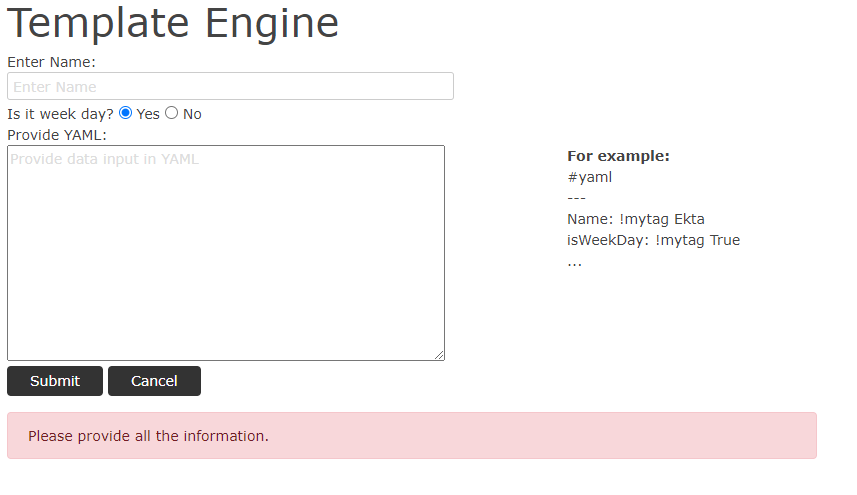 Template Engine
Enter Name:
Enter Name
Is it week day? Yes No
Provide YAML:
Provide data input in YAML
For example:
#yaml
---
Name: !mytag Ekta
isWeekDay: !mytag True
...
Submit Cancel
Please provide all the information.